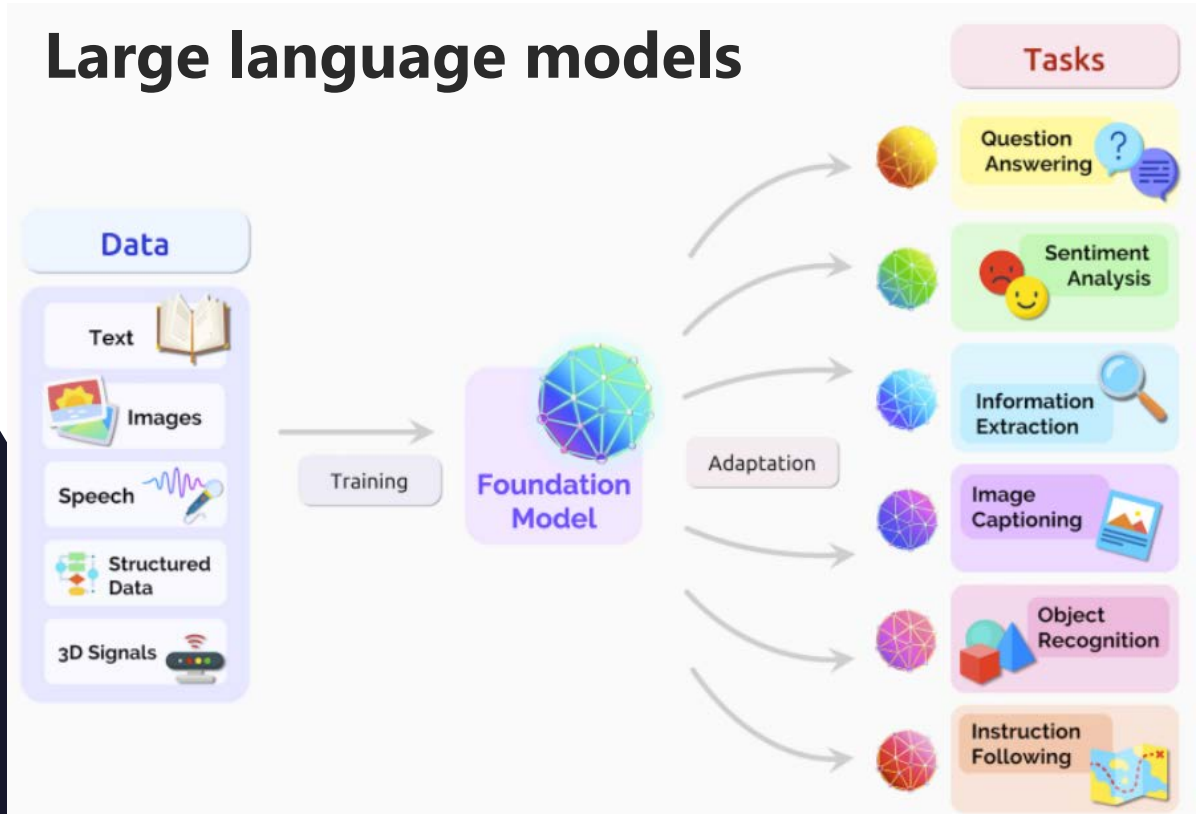 Large language models
Tasks
Question
Answering
?
Data
Sentiment
Analysis
Text
Images
Information
Extraction
Speech
Training
Foundation
Model
Adaptation
Image
Captioning
Structured
Data
3D Signals
Object
Recognition
Instruction
Following